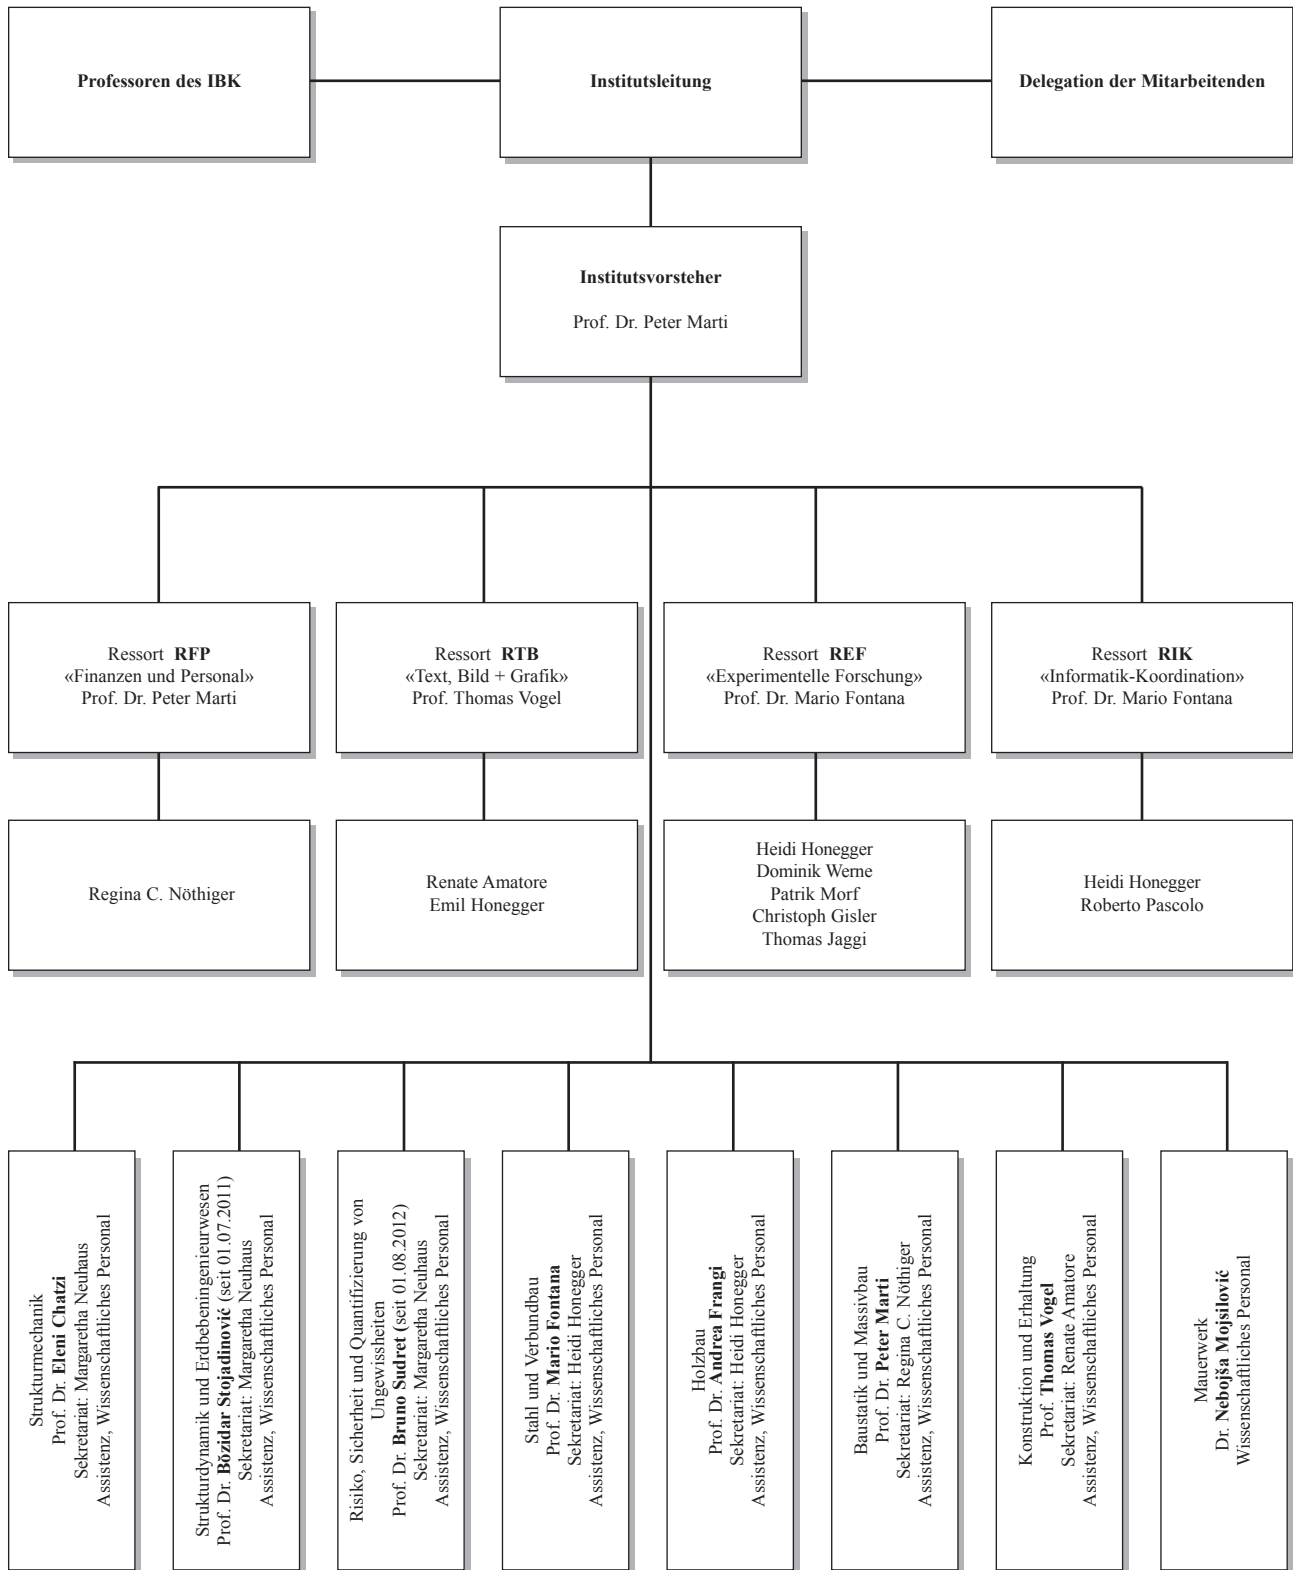 Professoren des IBK
Institutsleitung
Delegation der Mitarbeitenden
Institutsvorsteher
Prof. Dr. Peter Marti
Ressort RFP
«Finanzen und Personal»
Prof. Dr. Peter Marti
Ressort RTB
«Text, Bild + Grafik»
Prof. Thomas Vogel
Ressort REF
«Experimentelle Forschung»
Prof. Dr. Mario Fontana
Ressort RIK
«Informatik-Koordination»
Prof. Dr. Mario Fontana
Regina C. Nöthiger
Renate Amatore
Emil Honegger
Heidi Honegger
Dominik Werne
Patrik Morf
Christoph Gisler
Thomas Jaggi
Heidi Honegger
Roberto Pascolo
Strukturmechanik
Prof. Dr. Eleni Chatzi
Sekretariat: Margaretha Neuhaus
Assistenz, Wissenschaftliches Personal
Strukturdynamik und Erdbebeningenieurwesen
Prof. Dr. Bǒzidar Stojadinović (seit 01.07.2011)
Sekretariat: Margaretha Neuhaus
Assistenz, Wissenschaftliches Personal
Risiko, Sicherheit und Quantifizierung von
Ungewissheiten
Prof. Dr. Bruno Sudret (seit 01.08.2012)
Sekretariat: Margaretha Neuhaus
Assistenz, Wissenschaftliches Personal
Stahl und Verbundbau
Prof. Dr. Mario Fontana
Sekretariat: Heidi Honegger
Assistenz, Wissenschaftliches Personal
Holzbau
Prof. Dr. Andrea Frangi
Sekretariat: Heidi Honegger
Assistenz, Wissenschaftliches Personal
Baustatik und Massivbau
Prof. Dr. Peter Marti
Sekretariat: Regina C. Nöthiger
Assistenz, Wissenschaftliches Personal
Konstruktion und Erhaltung
Prof. Thomas Vogel
Sekretariat: Renate Amatore
Assistenz, Wissenschaftliches Personal
Mauerwerk
Dr. Nebojša Mojsilović
Wissenschaftliches Personal